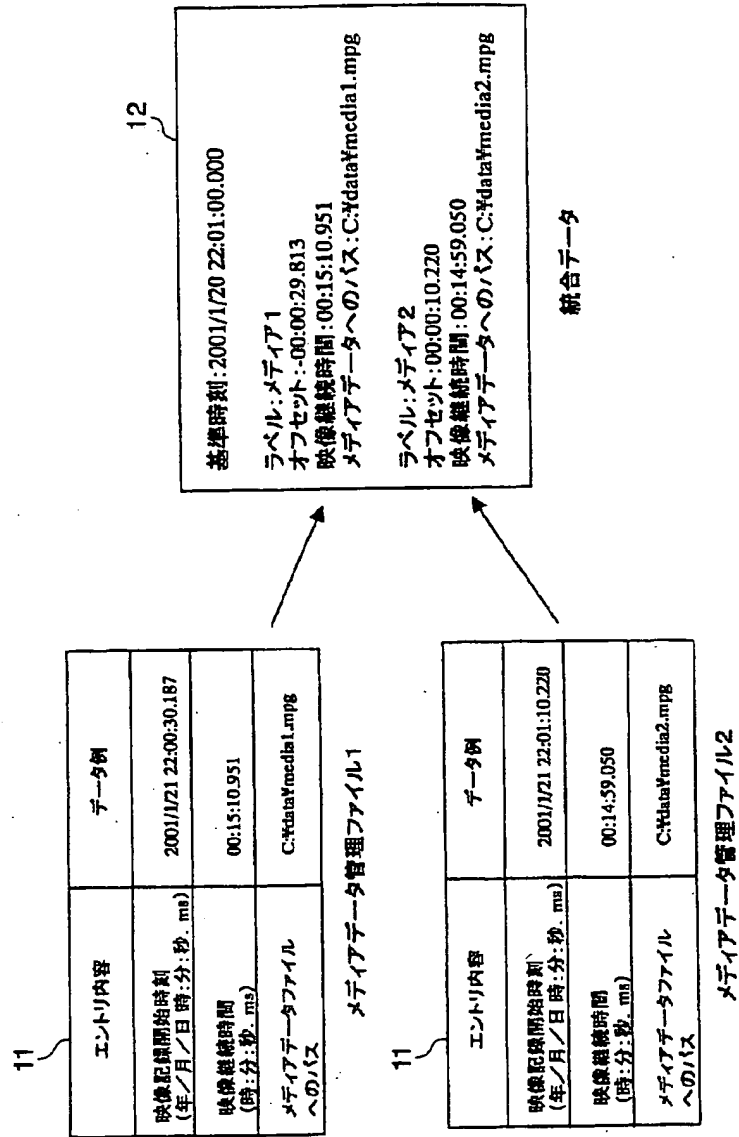 11
エントリ内容
データ例
映像記録開始時刻
(年/月/日 時:分:秒. ms)
2001/1/21 22:00:30.187
映像継続時間
(時:分:秒. ms)
00:15:10.951
メディアデータファイル
へのパス
C:¥data¥media1.mpg
メディアデータ管理ファイル1
11
エントリ内容
データ例
映像記録開始時刻
(年/月/日 時:分:秒. ms)
2001/1/21 22:01:10.220
映像継続時間
(時:分:秒. ms)
00:14:59.050
メディアデータファイル
へのパス
C:¥data¥media2.mpg
メディアデータ管理ファイル2
12
基準時刻:2001/1/20 22:01:00.000
ラベル:メディア1
オフセット:-00:00:29.813
映像継続時間:00:15:10.951
メディアデータへのパス:C:¥data¥media1.mpg
ラベル:メディア2
オフセット:00:00:10.220
映像継続時間:00:14:59.050
メディアデータへのパス:C:¥data¥media2.mpg
統合データ